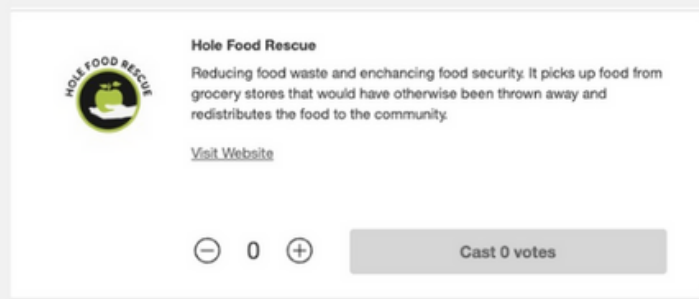 HOLE FOOD RESCUE
Hole Food Rescue
Reducing food waste and enchancing food security. It picks up food from
grocery stores that would have otherwise been thrown away and
redistributes the food to the community.
Visit Website
0
Cast 0 votes